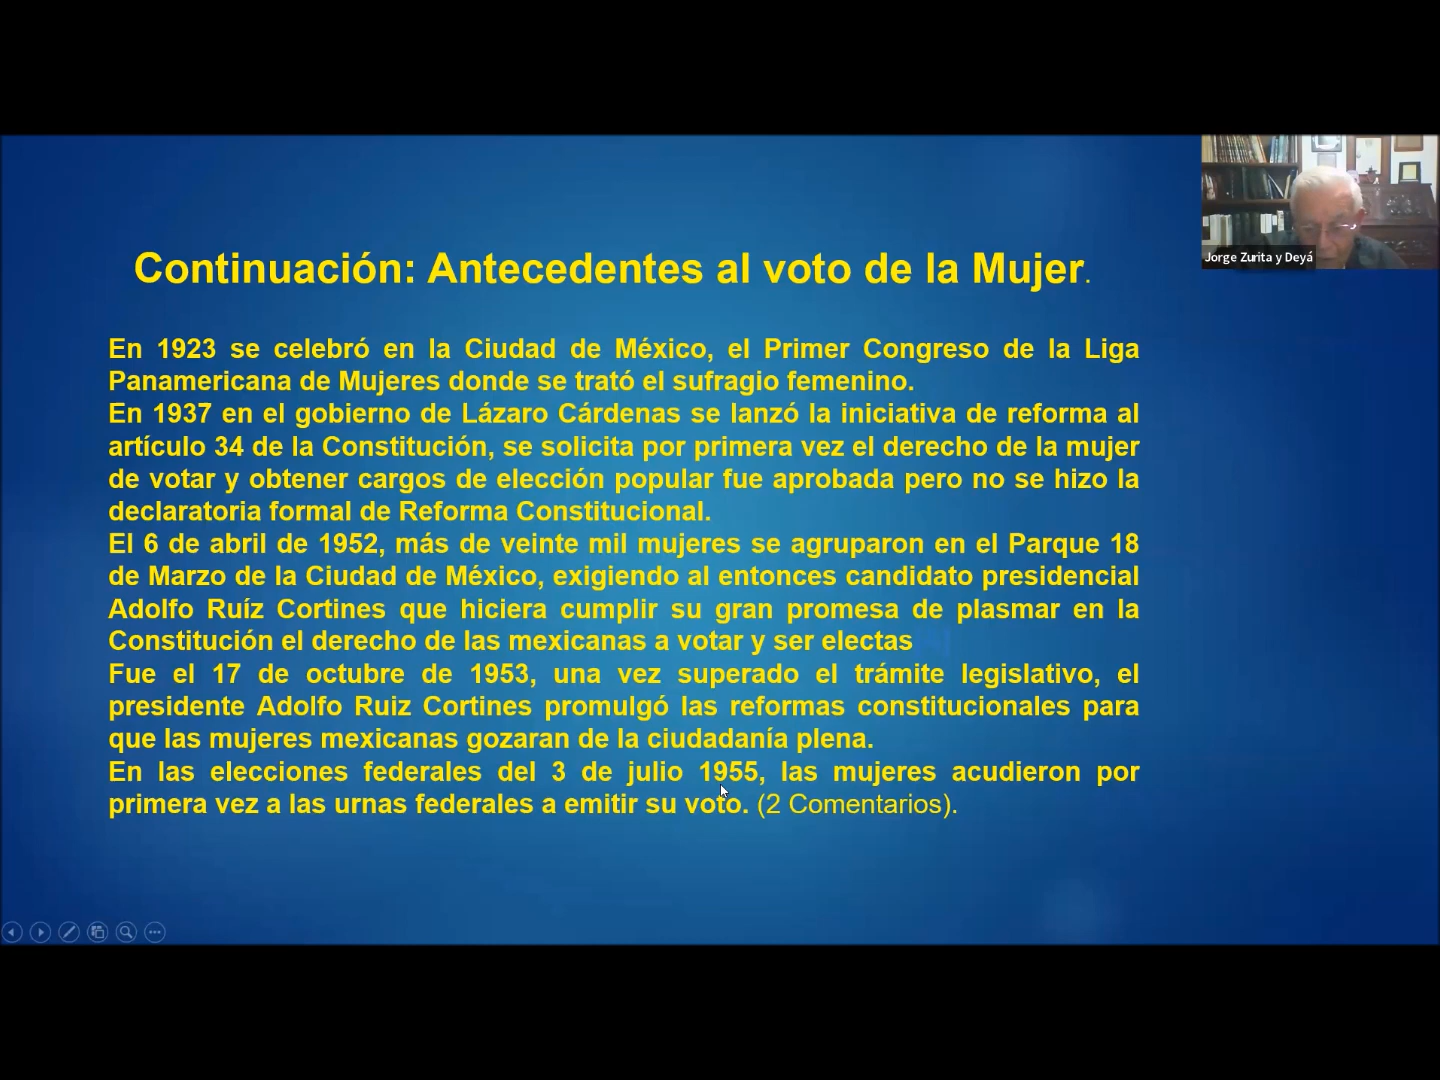 Jorge Zurita y Deyá
Continuación: Antecedentes al voto de la Mujer.
En 1923 se celebró en la Ciudad de México, el Primer Congreso de la Liga
Panamericana de Mujeres donde se trató el sufragio femenino.
En 1937 en el gobierno de Lázaro Cárdenas se lanzó la iniciativa de reforma al
artículo 34 de la Constitución, se solicita por primera vez el derecho de la mujer
de votar y obtener cargos de elección popular fue aprobada pero no se hizo la
declaratoria formal de Reforma Constitucional.
El 6 de abril de 1952, más de veinte mil mujeres se agruparon en el Parque 18
de Marzo de la Ciudad de México, exigiendo al entonces candidato presidencial
Adolfo Ruíz Cortines que hiciera cumplir su gran promesa de plasmar en la
Constitución el derecho de las mexicanas a votar y ser electas
Fue el 17 de octubre de 1953, una vez superado el trámite legislativo, el
presidente Adolfo Ruiz Cortines promulgó las reformas constitucionales para
que las mujeres mexicanas gozaran de la ciudadanía plena.
En las elecciones federales del 3 de julio 1955, las mujeres acudieron por
primera vez a las urnas federales a emitir su voto. (2 Comentarios).